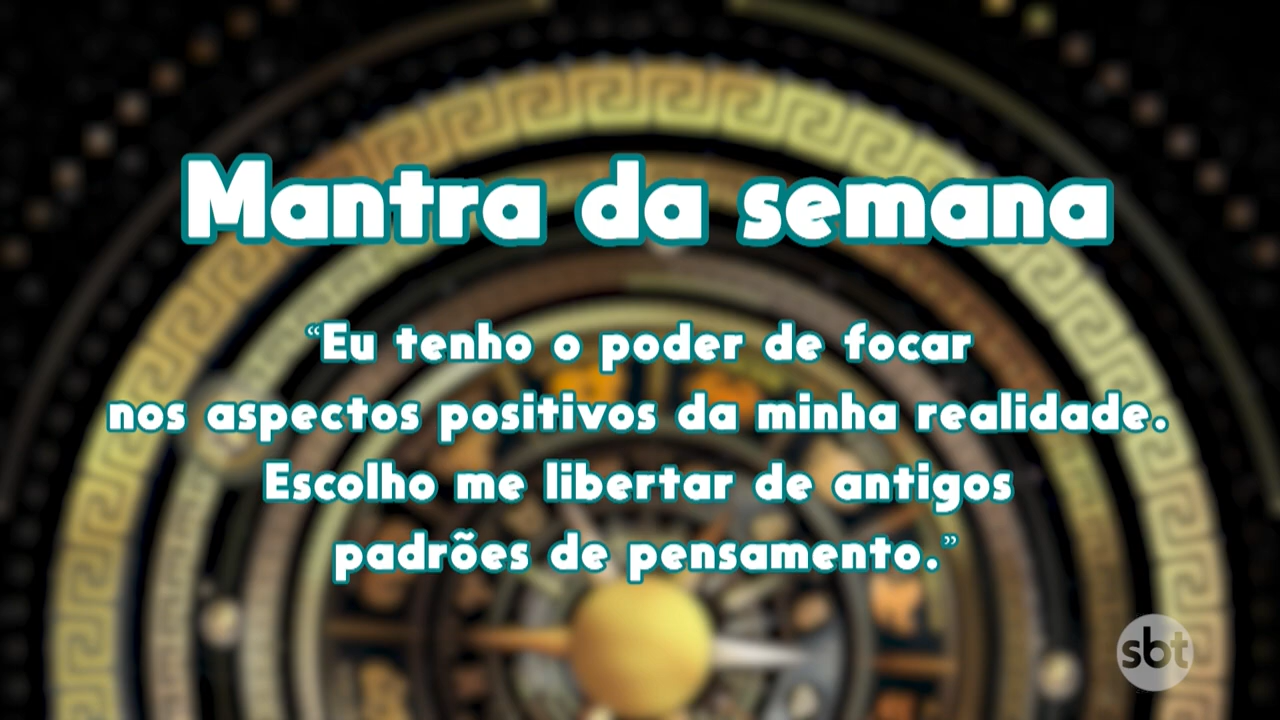 Mantra da semana
“Eu tenho o poder de focar
nos aspectos positivos da minha realidade.
Escolho me libertar de antigos
padrões de pensamento.”
sbt